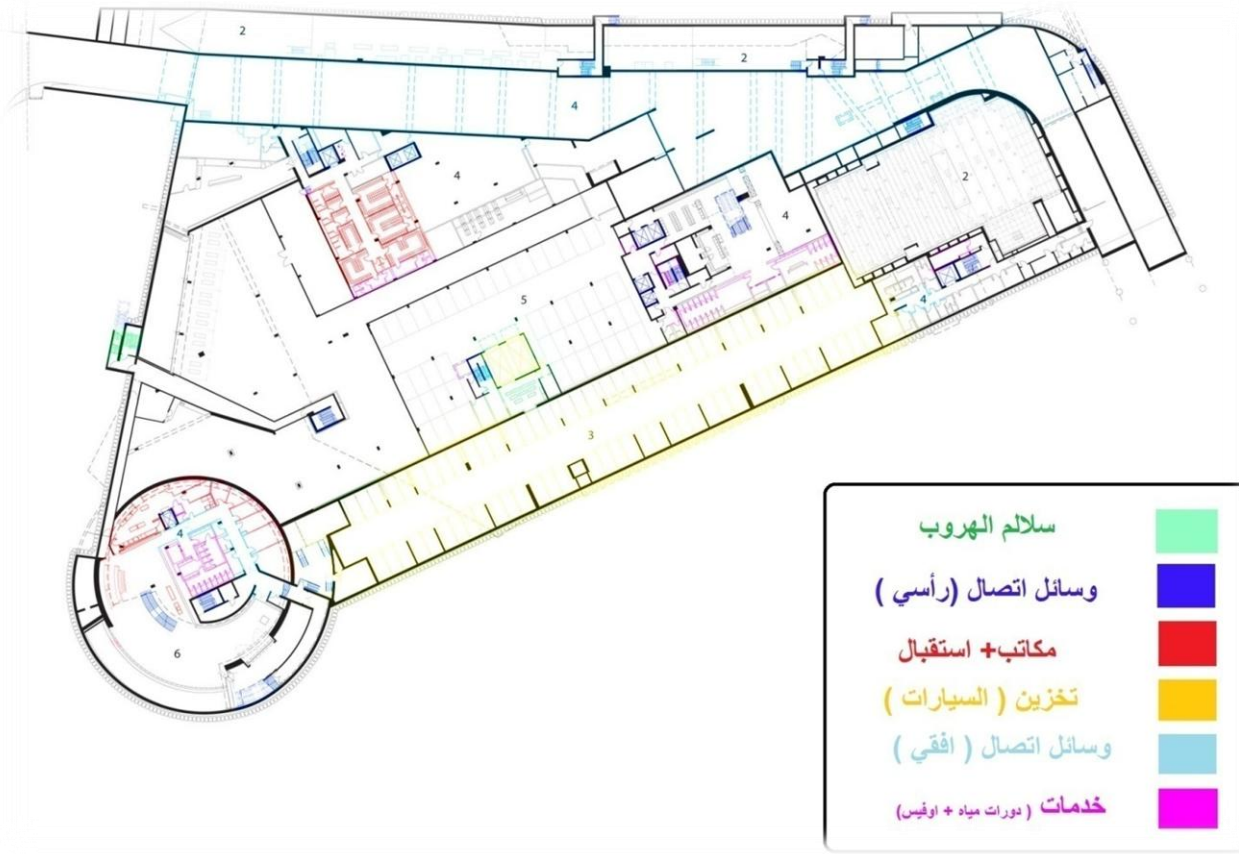 2
2
4
4
2
4
5
4
3
4
6
سلالم الهروب
وسائل اتصال (رأسي )
مكاتب+ استقبال
تخزين ( السيارات )
وسائل اتصال ( افقي )
خدمات ( دورات مياه + اوفيس)